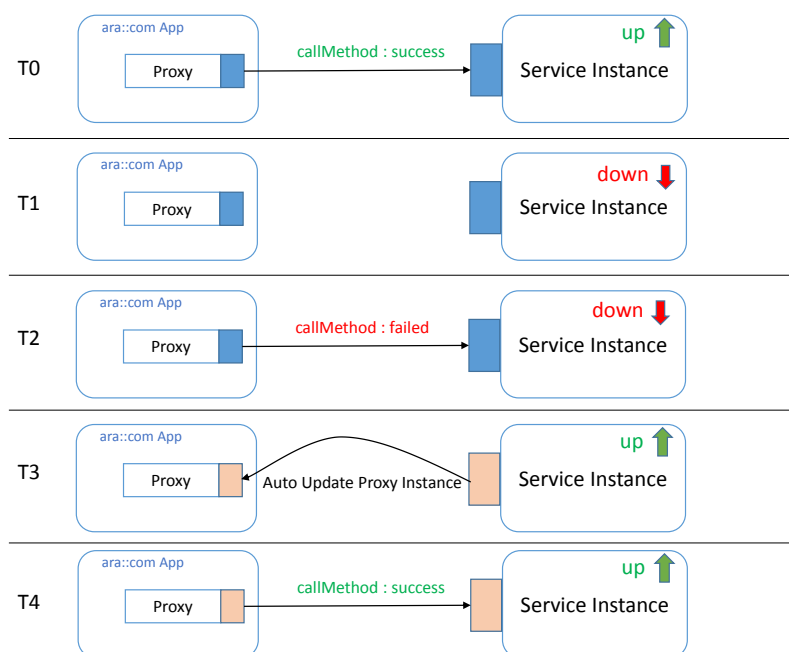 ara::com App
up
T0
Proxy
callMethod : success
Service Instance
ara::com App
down
T1
Proxy
Service Instance
ara::com App
down
T2
Proxy
callMethod : failed
Service Instance
ara::com App
up
T3
Proxy
Auto Update Proxy Instance
Service Instance
ara::com App
up
T4
Proxy
callMethod : success
Service Instance